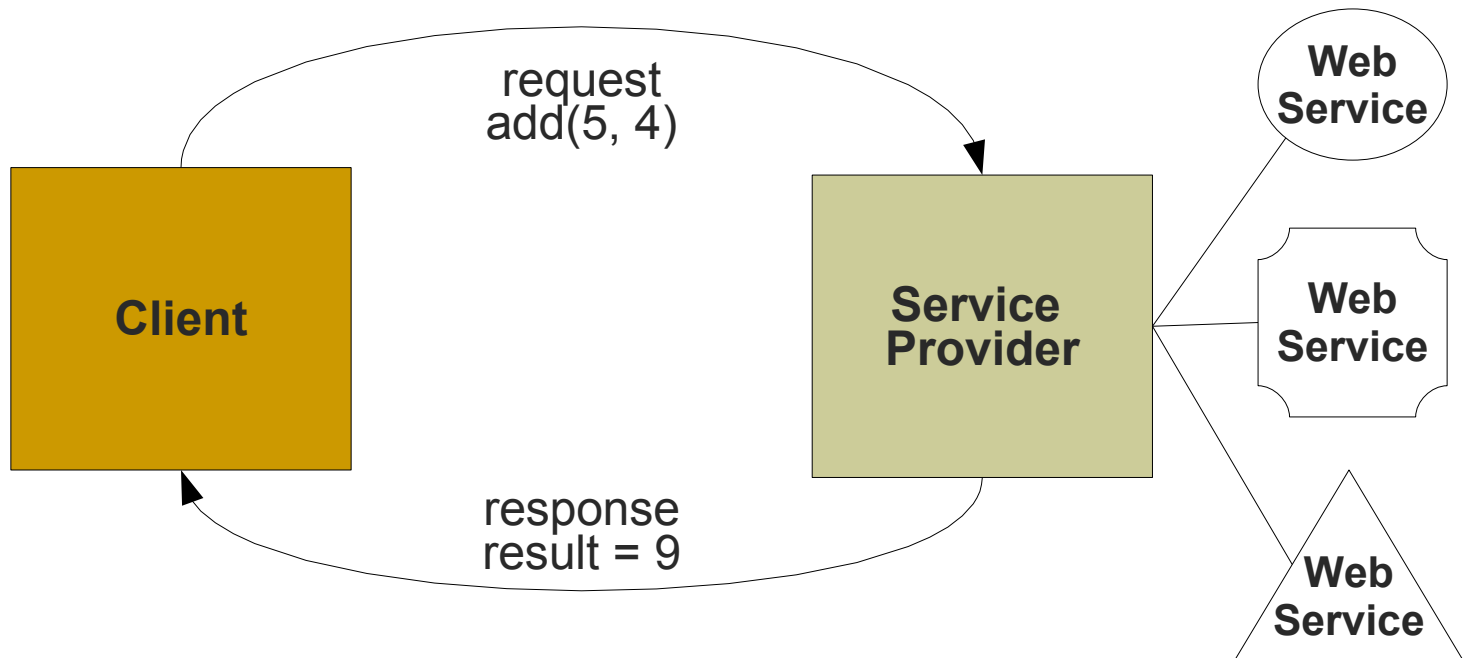 request
add(5, 4)
Client
Service
Provider
response
result = 9
Web
Service
Web
Service
Web
Service